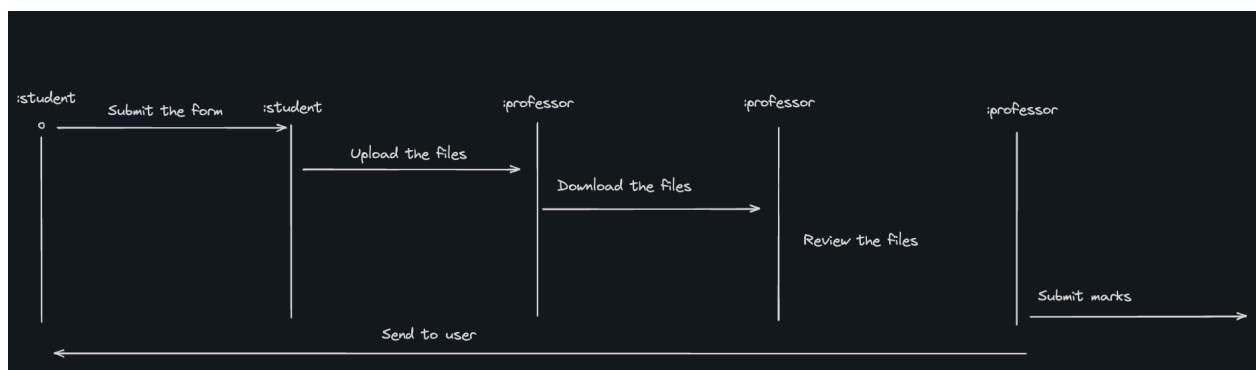 :student
Submit the form
:student
:professor
:professor
:professor
Upload the files
Download the files
Review the files
Submit marks
Send to user